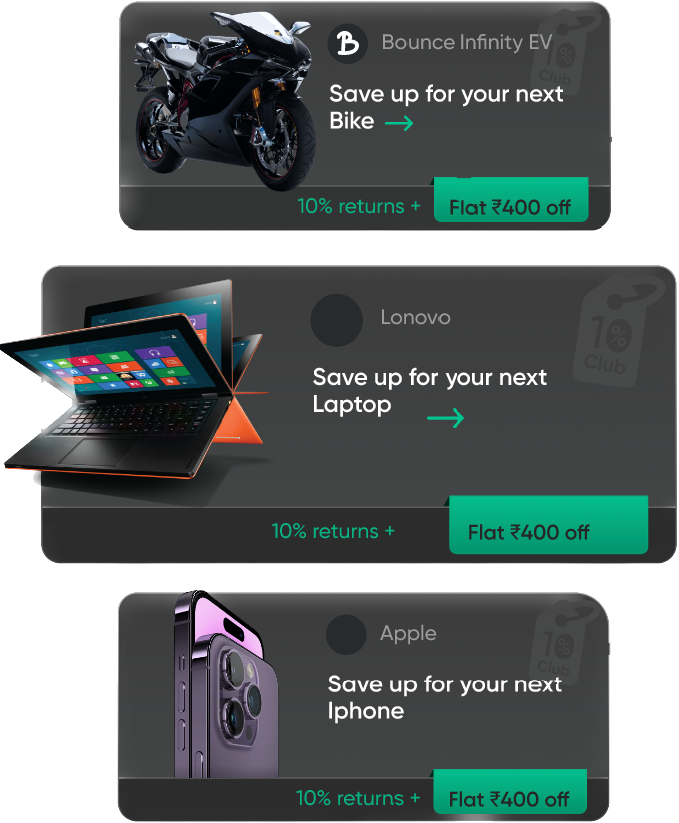 B Bounce Infinity EV
10%
Club
Save up for your next
Bike
10% returns +
Flat ₹400 off
Lonovo
10%
Club
Save up for your next
Laptop
10% returns +
Flat ₹400 off
Apple
10%
Club
Save up for your next
Iphone
10% returns +
Flat ₹400 off